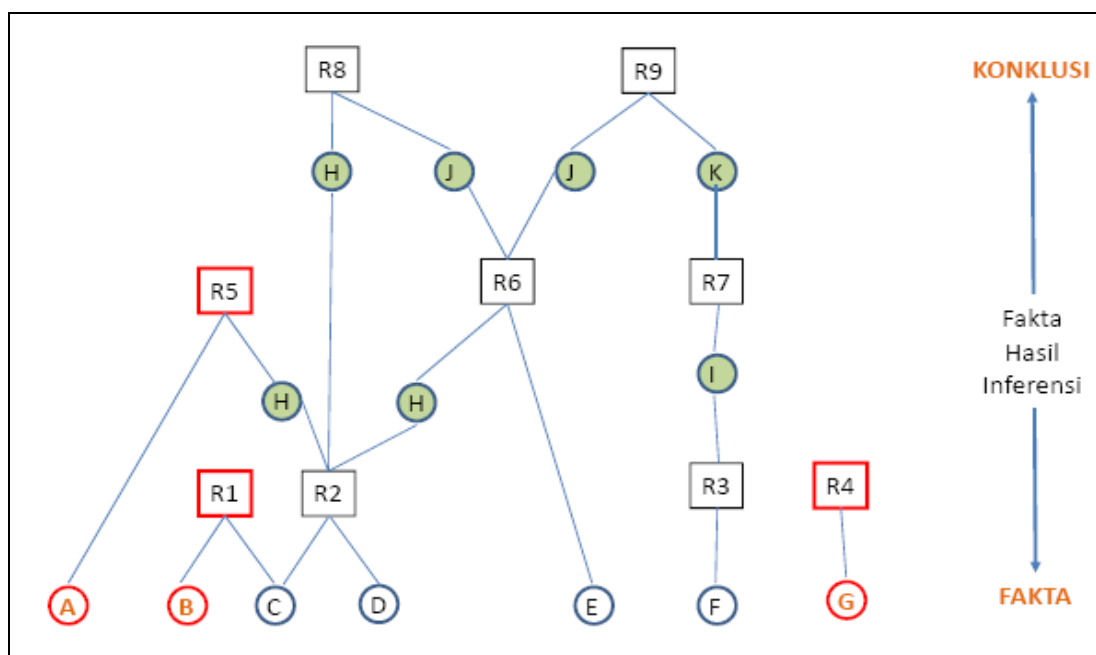 R8
R9
KONKLUSI
H
J
J
K
R5
R6
R7
Fakta
Hasil
Inferensi
H
H
I
R1
R2
R3
R4
A
B
C
D
E
F
G
FAKTA